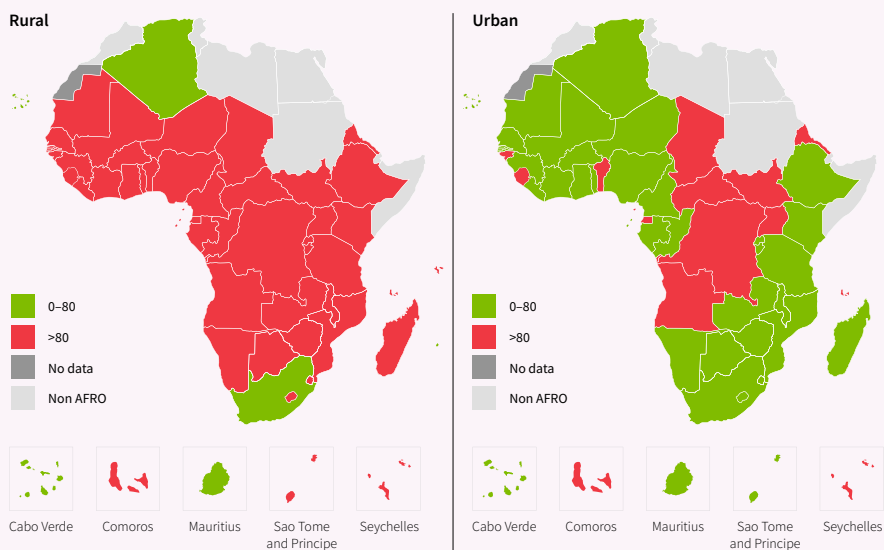 Rural
0–80
>80
No data
Non AFRO
Cabo Verde
Comoros
Mauritius
Sao Tome
and Principe
Seychelles
Urban
0–80
>80
No data
Non AFRO
Cabo Verde
Comoros
Mauritius
Sao Tome
and Principe
Seychelles